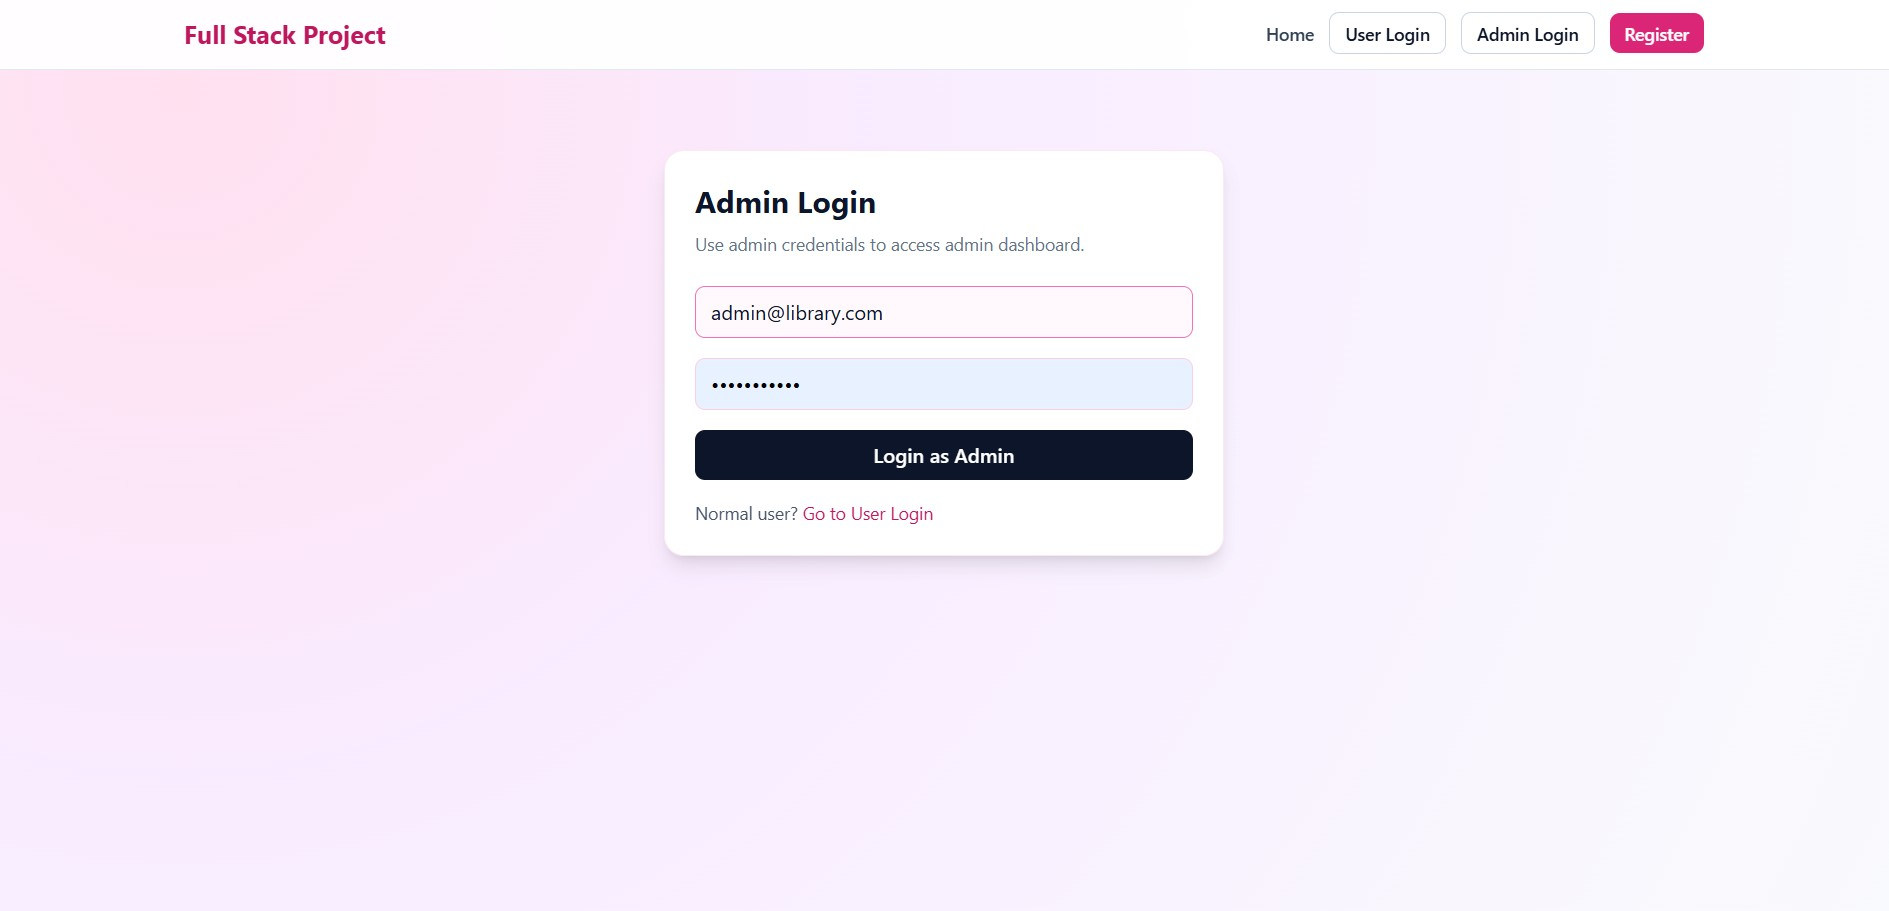 Full Stack Project
Home
User Login
Admin Login
Register
Admin Login
Use admin credentials to access admin dashboard.
admin@library.com
•••••••••••
Login as Admin
Normal user? Go to User Login